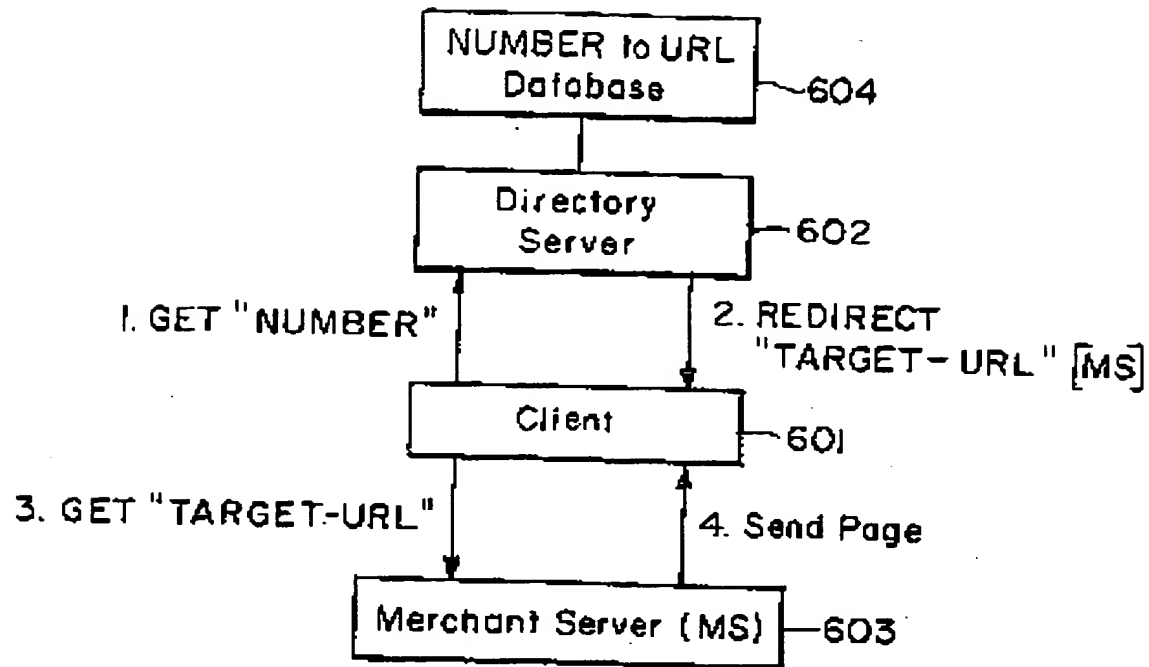 NUMBER to URL
Database
604
Directory
Server
602
1. GET "NUMBER"
2. REDIRECT
"TARGET-URL" [MS]
Client
601
3. GET "TARGET-URL"
4. Send Page
Merchant Server (MS)
603